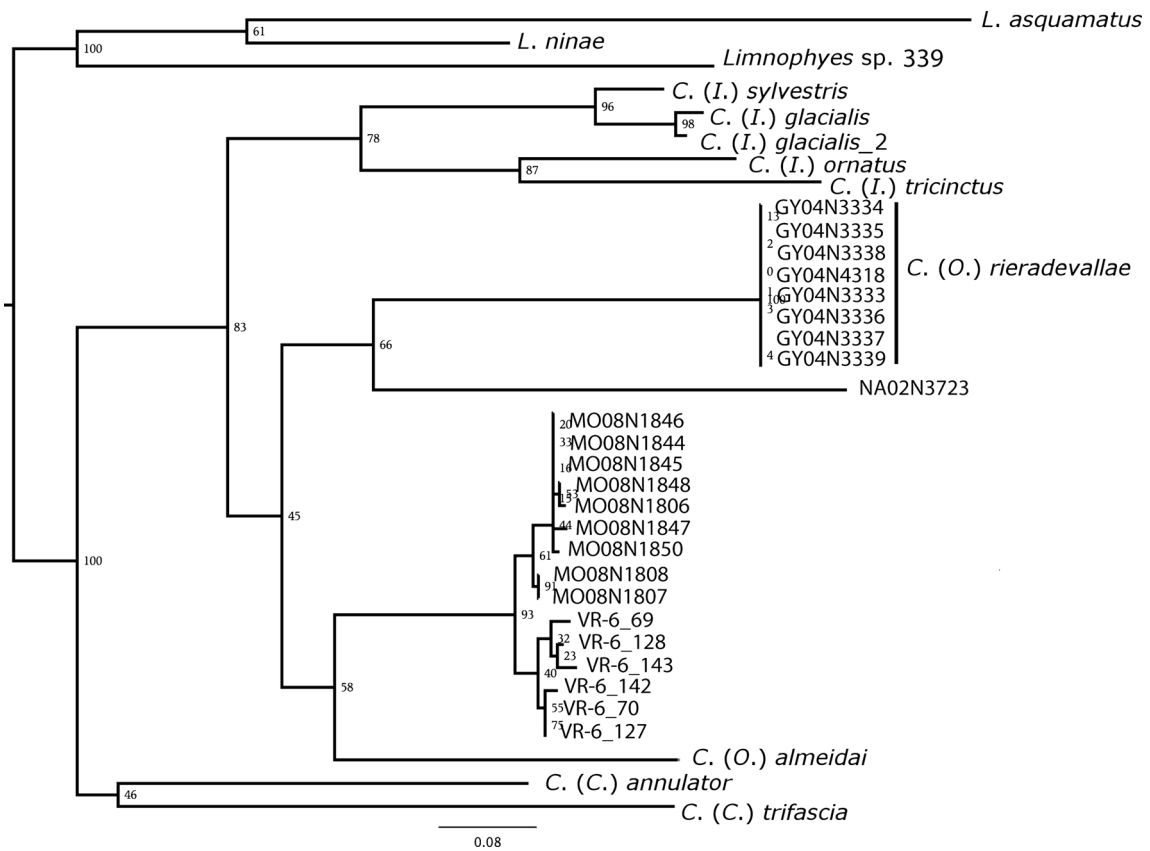 L. asquamatus
61
L. ninae
100
Limnophyes sp. 339
C. (I.) sylvestris
96
C. (I.) glacialis
98
C. (I.) glacialis_2
78
C. (I.) ornatus
87
C. (I.) tricinctus
GY04N3334
13
GY04N3335
2
GY04N3338
0
GY04N4318
1
GY04N3333
100
3
GY04N3336
GY04N3337
4
GY04N3339
C. (O.) rieradevallae
83
66
NA02N3723
20
MO08N1846
33
MO08N1844
16
MO08N1845
MO08N1848
53
15
MO08N1806
44
MO08N1847
MO08N1850
61
MO08N1808
91
MO08N1807
45
93
VR-6_69
32
VR-6_128
23
VR-6_143
40
VR-6_142
55
VR-6_70
75
VR-6_127
100
58
C. (O.) almeidai
C. (C.) annulator
46
C. (C.) trifascia
0.08